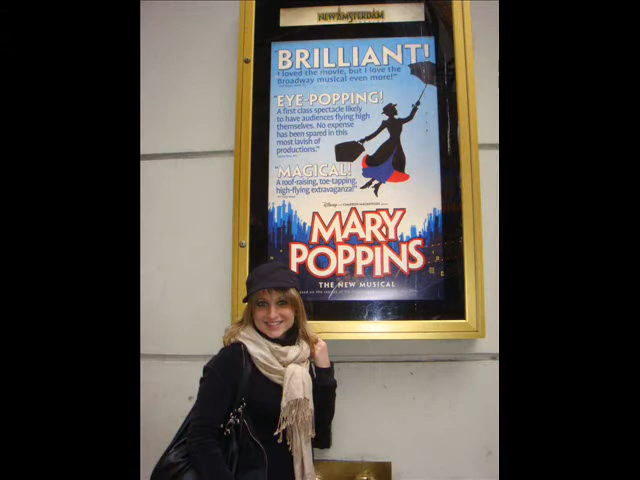 NEW AMSTERDAM
BRILLIANT!
I loved the movie, but I love the
Broadway musical even more!"
EYE-POPPING!
A first class spectacle likely
to have audiences flying high
themselves. No expense
has been spared in this
most lavish of
productions."
MAGICAL!
A roof-raising, toe-tapping,
high-flying extravaganza!"
Disney
MARY
POPPINS
THE NEW MUSICAL